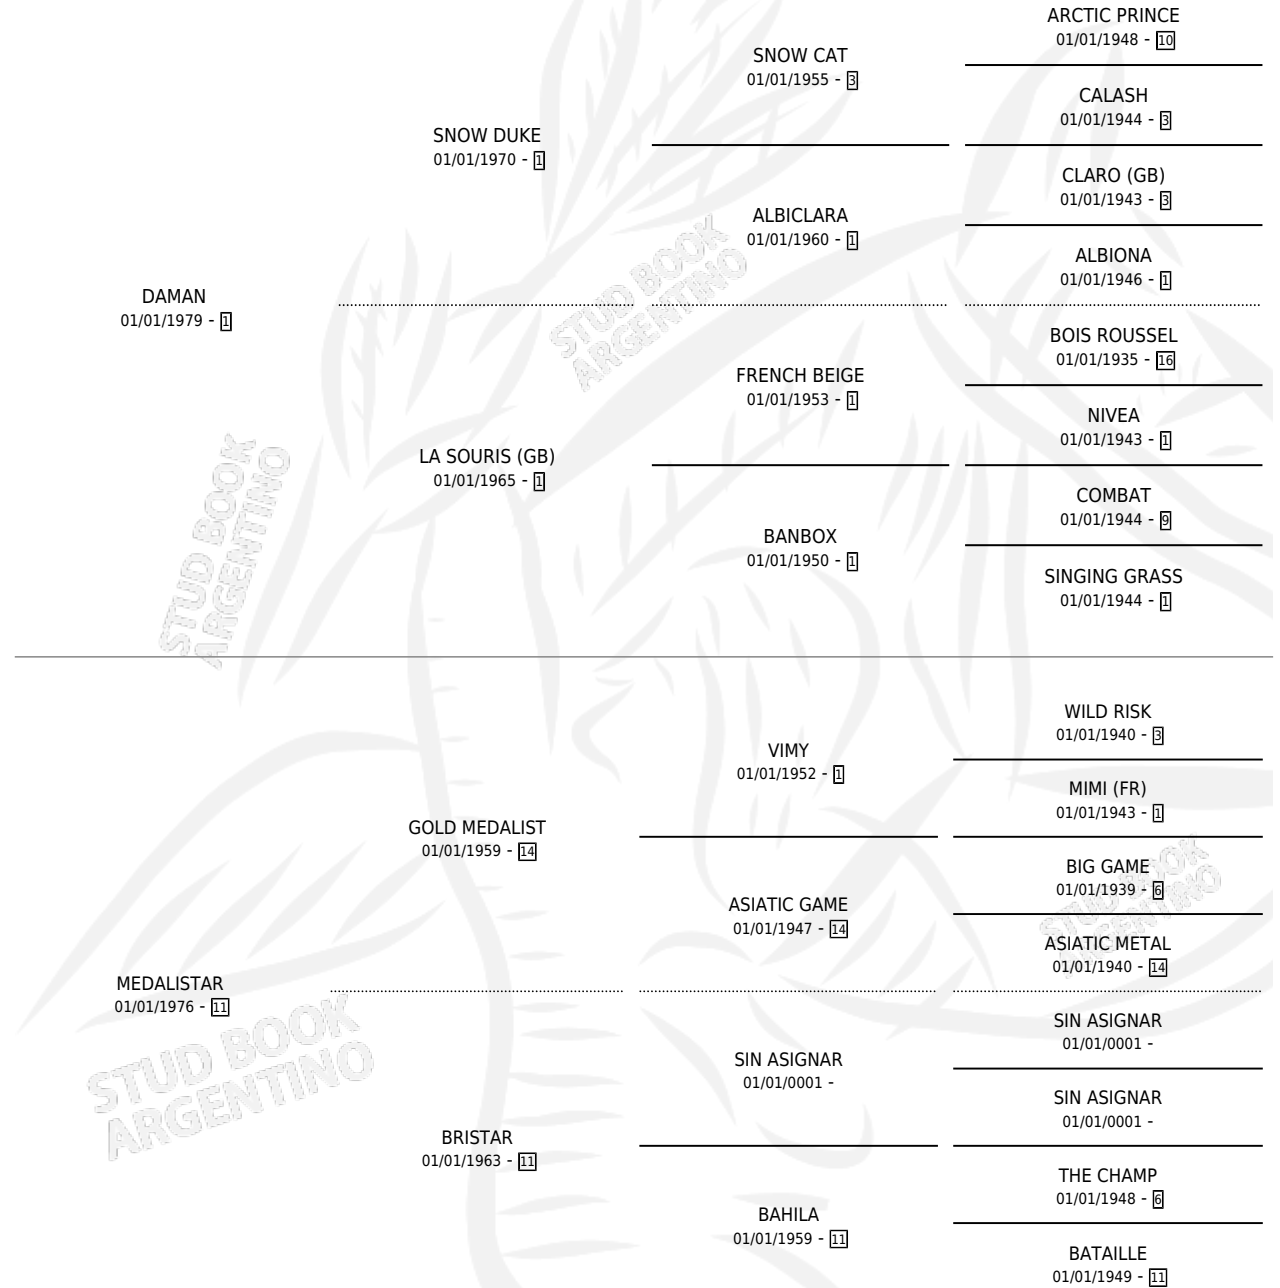 ARCTIC PRINCE
01/01/1948 - 10
SNOW CAT
01/01/1955 - 3
CALASH
01/01/1944 - 3
SNOW DUKE
01/01/1970 - 1
CLARO (GB)
01/01/1943 - 3
ALBICLARA
01/01/1960 - 1
ALBIONA
01/01/1946 - 1
DAMAN
01/01/1979 - 1
BOIS ROUSSEL
01/01/1935 - 16
FRENCH BEIGE
01/01/1953 - 1
NIVEA
01/01/1943 - 1
LA SOURIS (GB)
01/01/1965 - 1
COMBAT
01/01/1944 - 9
BANBOX
01/01/1950 - 1
SINGING GRASS
01/01/1944 - 1
WILD RISK
01/01/1940 - 3
VIMY
01/01/1952 - 1
MIMI (FR)
01/01/1943 - 1
GOLD MEDALIST
01/01/1959 - 14
BIG GAME
01/01/1939 - 6
ASIATIC GAME
01/01/1947 - 14
ASIATIC METAL
01/01/1940 - 14
MEDALISTAR
01/01/1976 - 11
SIN ASIGNAR
01/01/0001 -
SIN ASIGNAR
01/01/0001 -
SIN ASIGNAR
01/01/0001 -
BRISTAR
01/01/1963 - 11
THE CHAMP
01/01/1948 - 6
BAHILA
01/01/1959 - 11
BATAILLE
01/01/1949 - 11
STUD BOOK
ARGENTINO
STUD BOOK
ARGENTINO
STUD BOOK
ARGENTINO
STUD BOOK
ARGENTINO